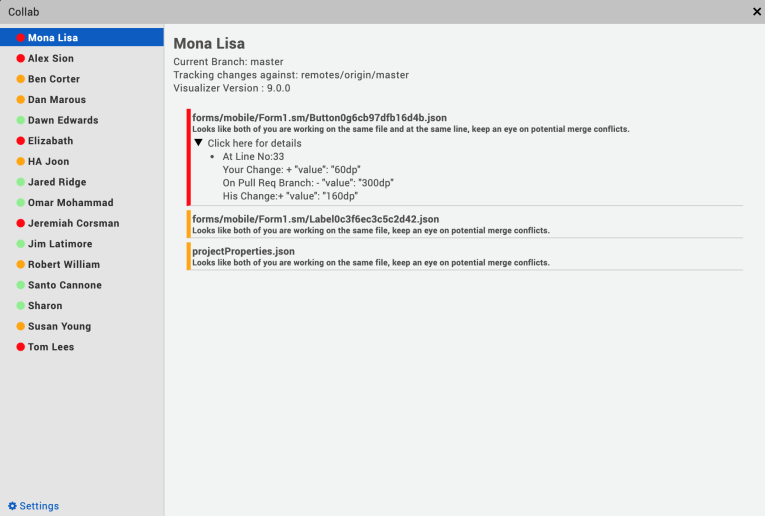 Collab
Mona Lisa
Alex Sion
Ben Corter
Dan Marous
Dawn Edwards
Elizabath
HA Joon
Jared Ridge
Omar Mohammad
Jeremiah Corsman
Jim Latimore
Robert William
Santo Cannone
Sharon
Susan Young
Tom Lees
Settings
Mona Lisa
Current Branch: master
Tracking changes against: remotes/origin/master
Visualizer Version : 9.0.0
forms/mobile/Form1.sm/Button0g6cb97dfb16d4b.json
Looks like both of you are working on the same file and at the same line, keep an eye on potential merge conflicts.
Click here for details
At Line No:33
Your Change: + "value": "60dp"
On Pull Req Branch: - "value": "300dp"
His Change:+ "value": "160dp"
forms/mobile/Form1.sm/Label0c3f6ec3c5c2d42.json
Looks like both of you are working on the same file, keep an eye on potential merge conflicts.
projectProperties.json
Looks like both of you are working on the same file, keep an eye on potential merge conflicts.